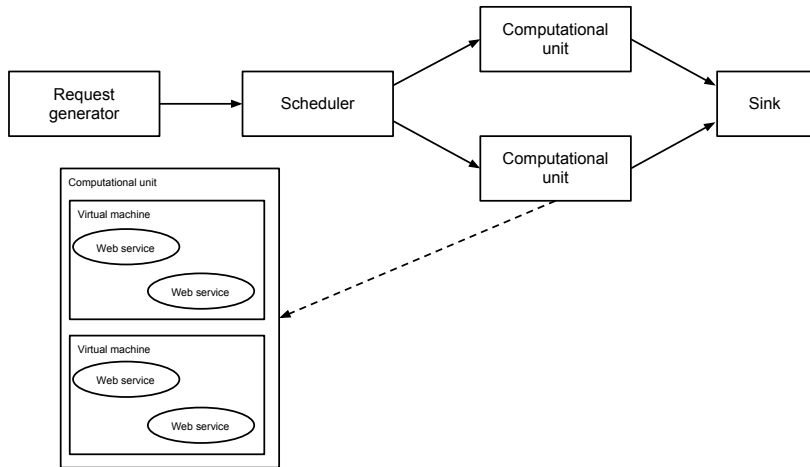 Computational
unit
Request
generator
Scheduler
Sink
Computational
unit
Computational unit
Virtual machine
Web service
Web service
Virtual machine
Web service
Web service